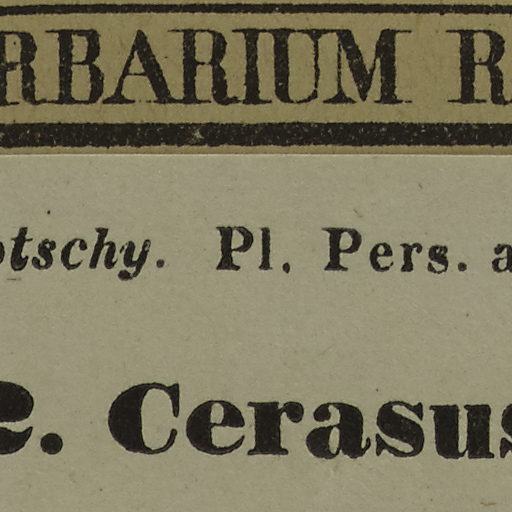 RBARIUM R
otschy. Pl. Pers. a
2. Cerasus